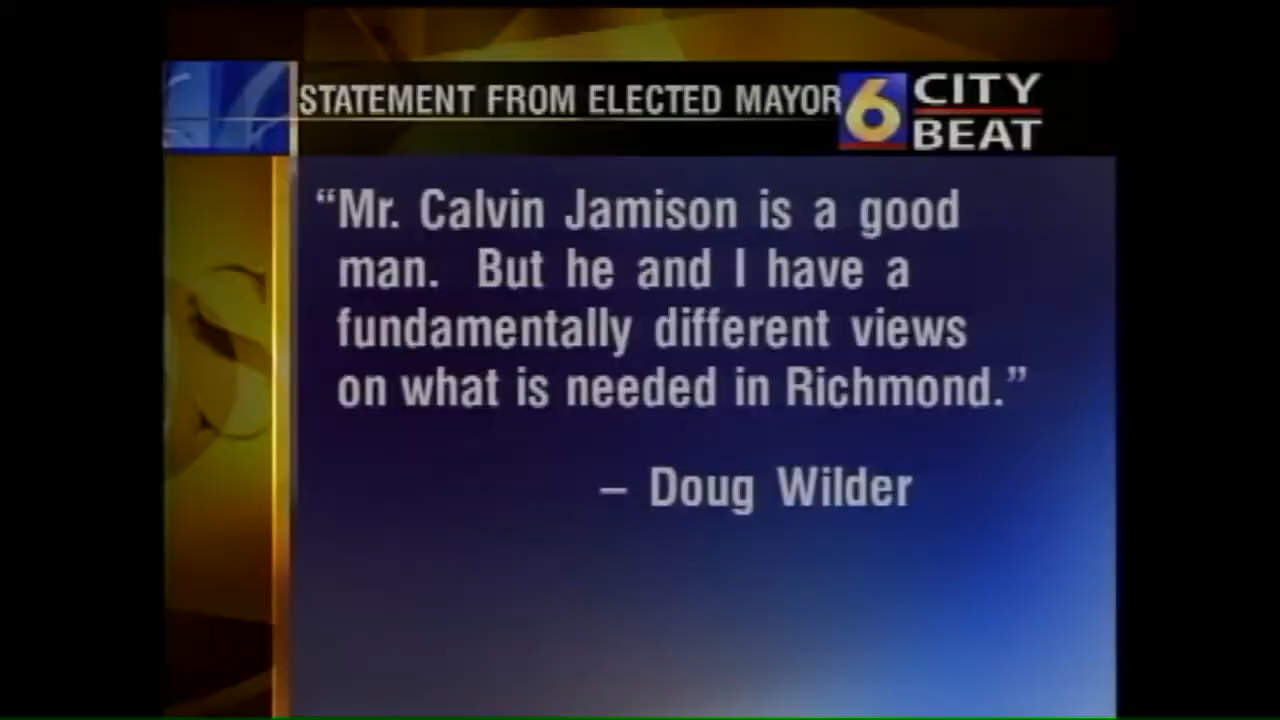 STATEMENT FROM ELECTED MAYOR
6 CITY
BEAT
“Mr. Calvin Jamison is a good
man. But he and I have a
fundamentally different views
on what is needed in Richmond.”
– Doug Wilder